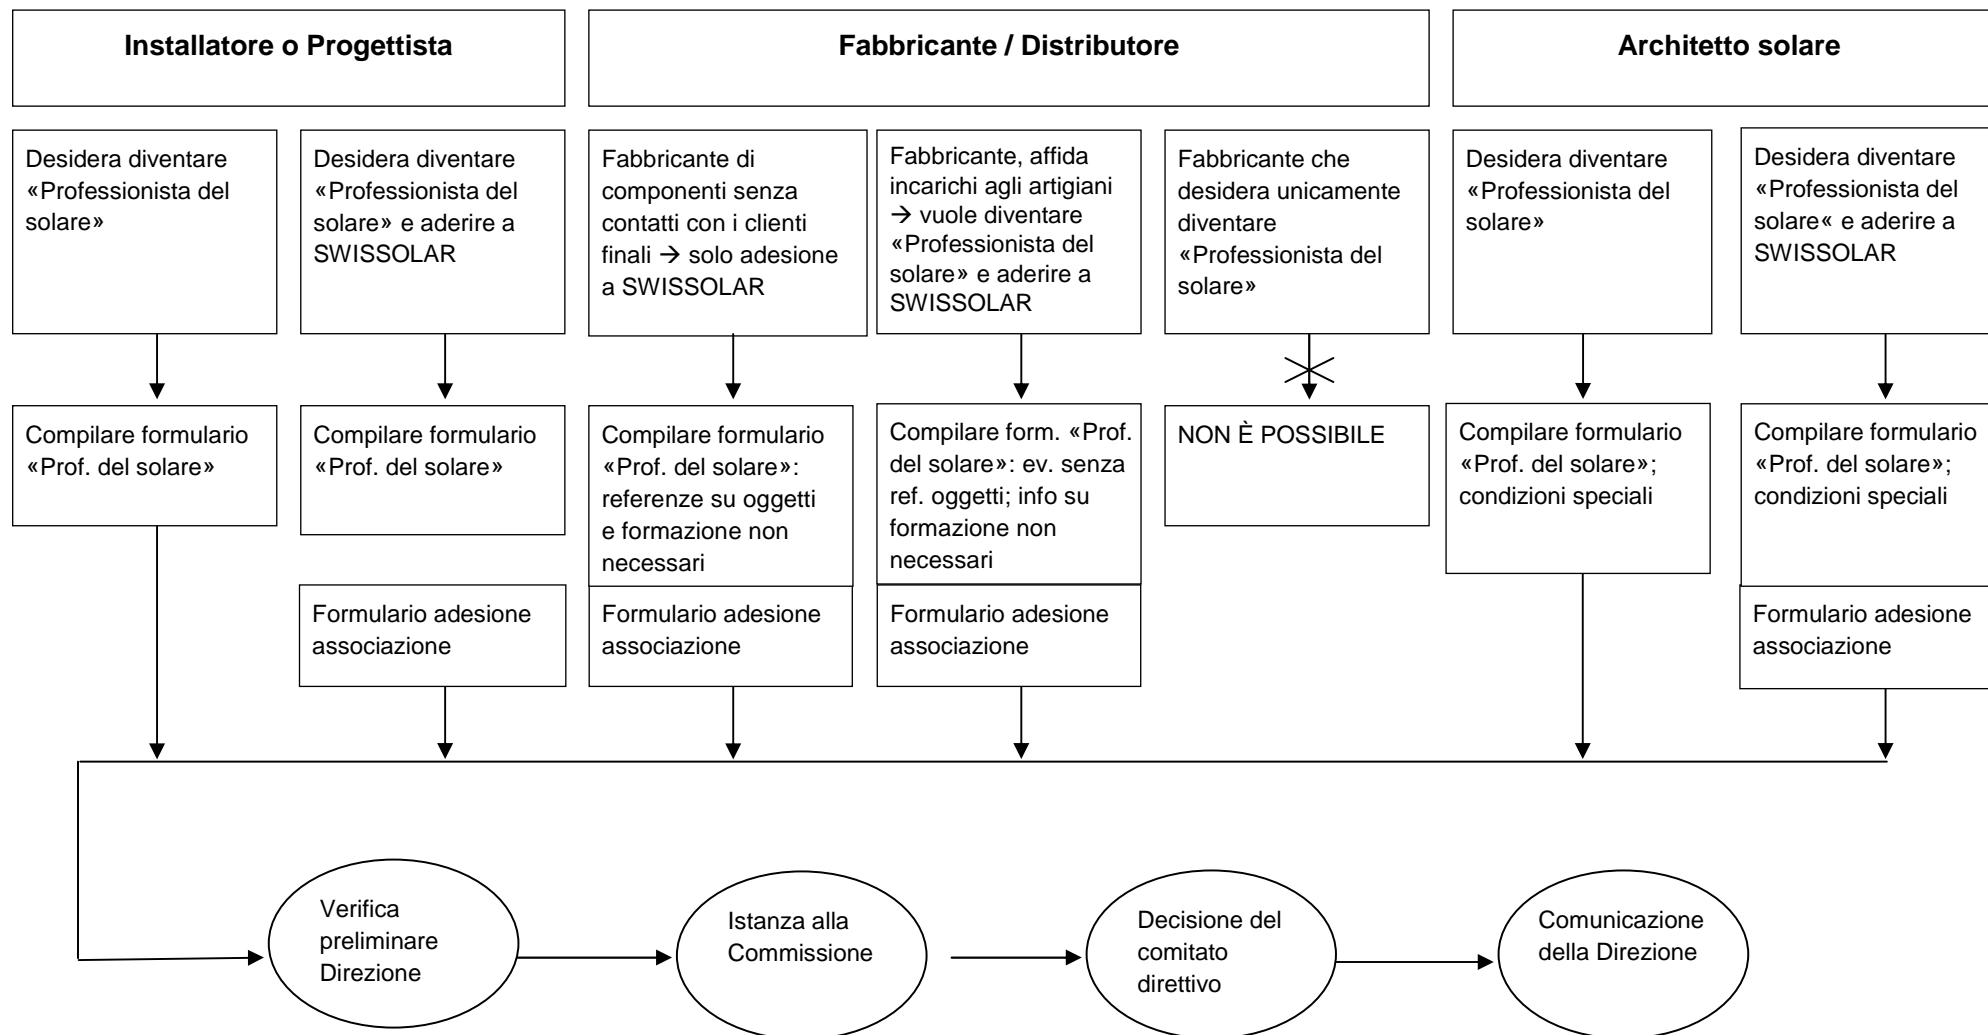 Installatore o Progettista
Fabbricante / Distributore
Architetto solare
Desidera diventare
«Professionista del
solare»
Desidera diventare
«Professionista del
solare» e aderire a
SWISSOLAR
Fabbricante di
componenti senza
contatti con i clienti
finali → solo adesione
a SWISSOLAR
Fabbricante, affida
incarichi agli artigiani
→ vuole diventare
«Professionista del
solare» e aderire a
SWISSOLAR
Fabbricante che
desidera unicamente
diventare
«Professionista del
solare»
Desidera diventare
«Professionista del
solare»
Desidera diventare
«Professionista del
solare« e aderire a
SWISSOLAR
Compilare formulario
«Prof. del solare»
Compilare formulario
«Prof. del solare»
Compilare formulario
«Prof. del solare»:
referenze su oggetti
e formazione non
necessari
Compilare form. «Prof.
del solare»: ev. senza
ref. oggetti; info su
formazione non
necessari
NON È POSSIBILE
Compilare formulario
«Prof. del solare»;
condizioni speciali
Compilare formulario
«Prof. del solare»;
condizioni speciali
Formulario adesione
associazione
Formulario adesione
associazione
Formulario adesione
associazione
Formulario adesione
associazione
Verifica
preliminare
Direzione
Istanza alla
Commissione
Decisione del
comitato
direttivo
Comunicazione
della Direzione